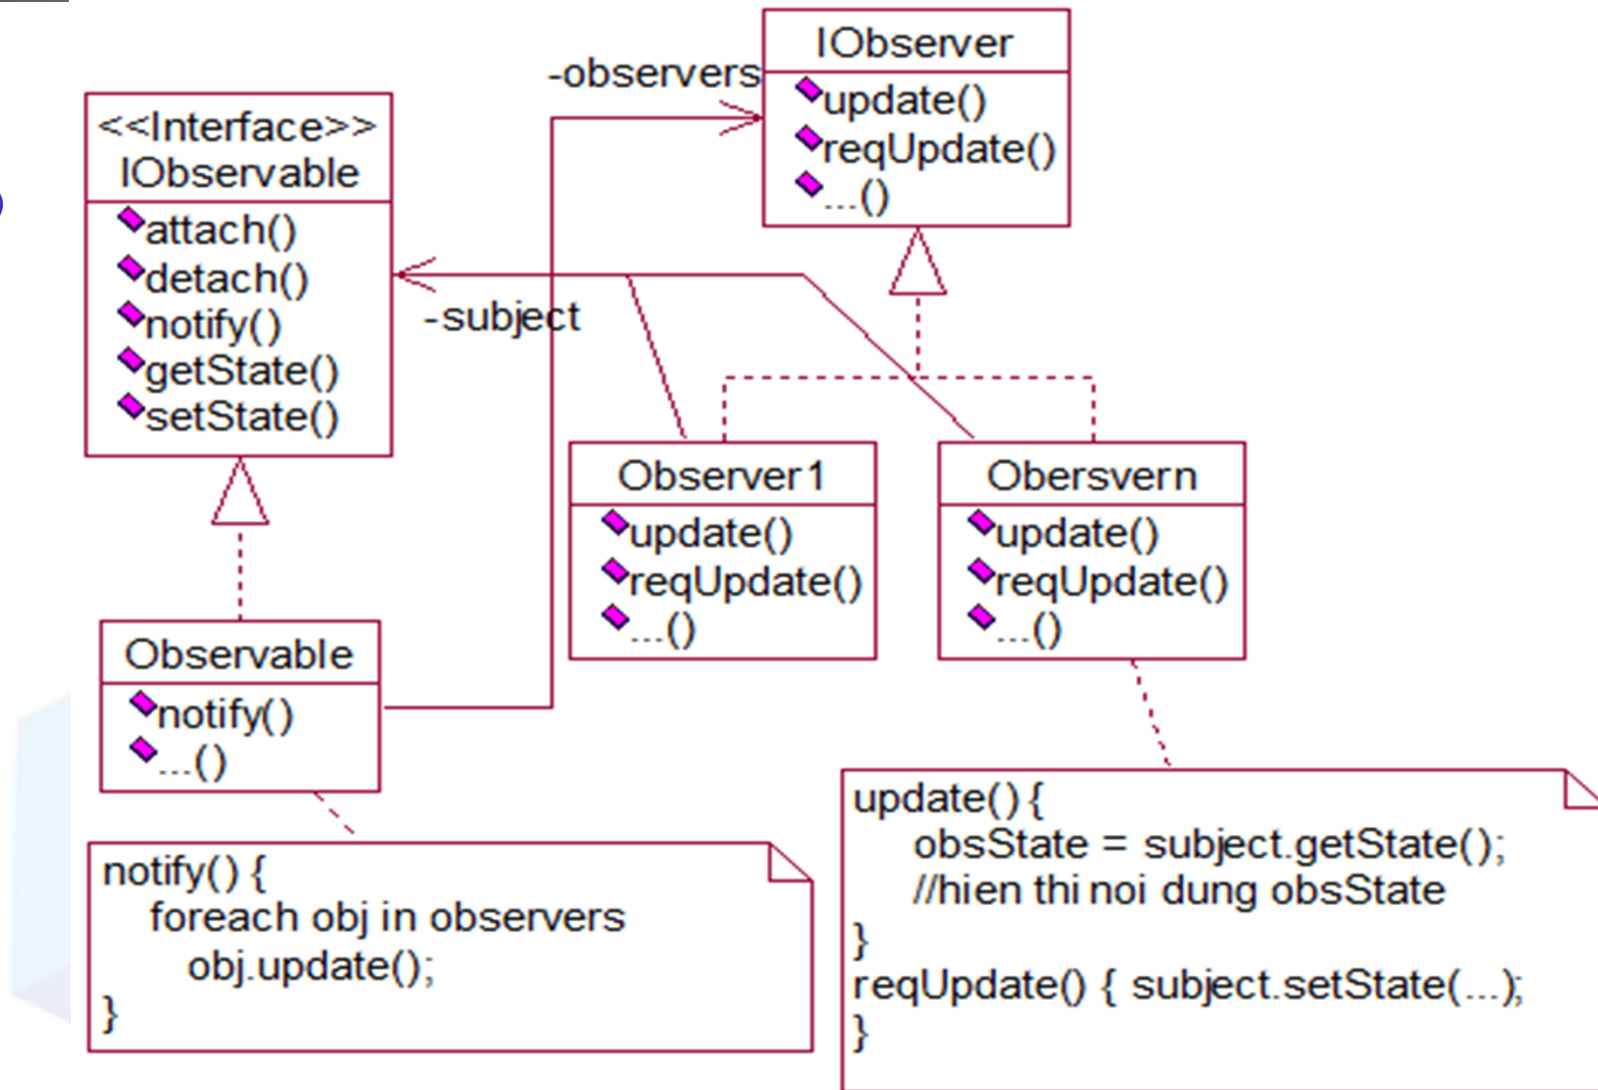 <<Interface>>
IObservable
attach()
detach()
notify()
getState()
setState()
-observers
IObserver
update()
reqUpdate()
...()
-subject
Observer1
update()
reqUpdate()
...()
Obersvern
update()
reqUpdate()
...()
Observable
notify()
...()
notify() {
foreach obj in observers
obj.update();
}
update() {
obsState = subject.getState();
//hien thi noi dung obsState
}
reqUpdate() { subject.setState(...);
}